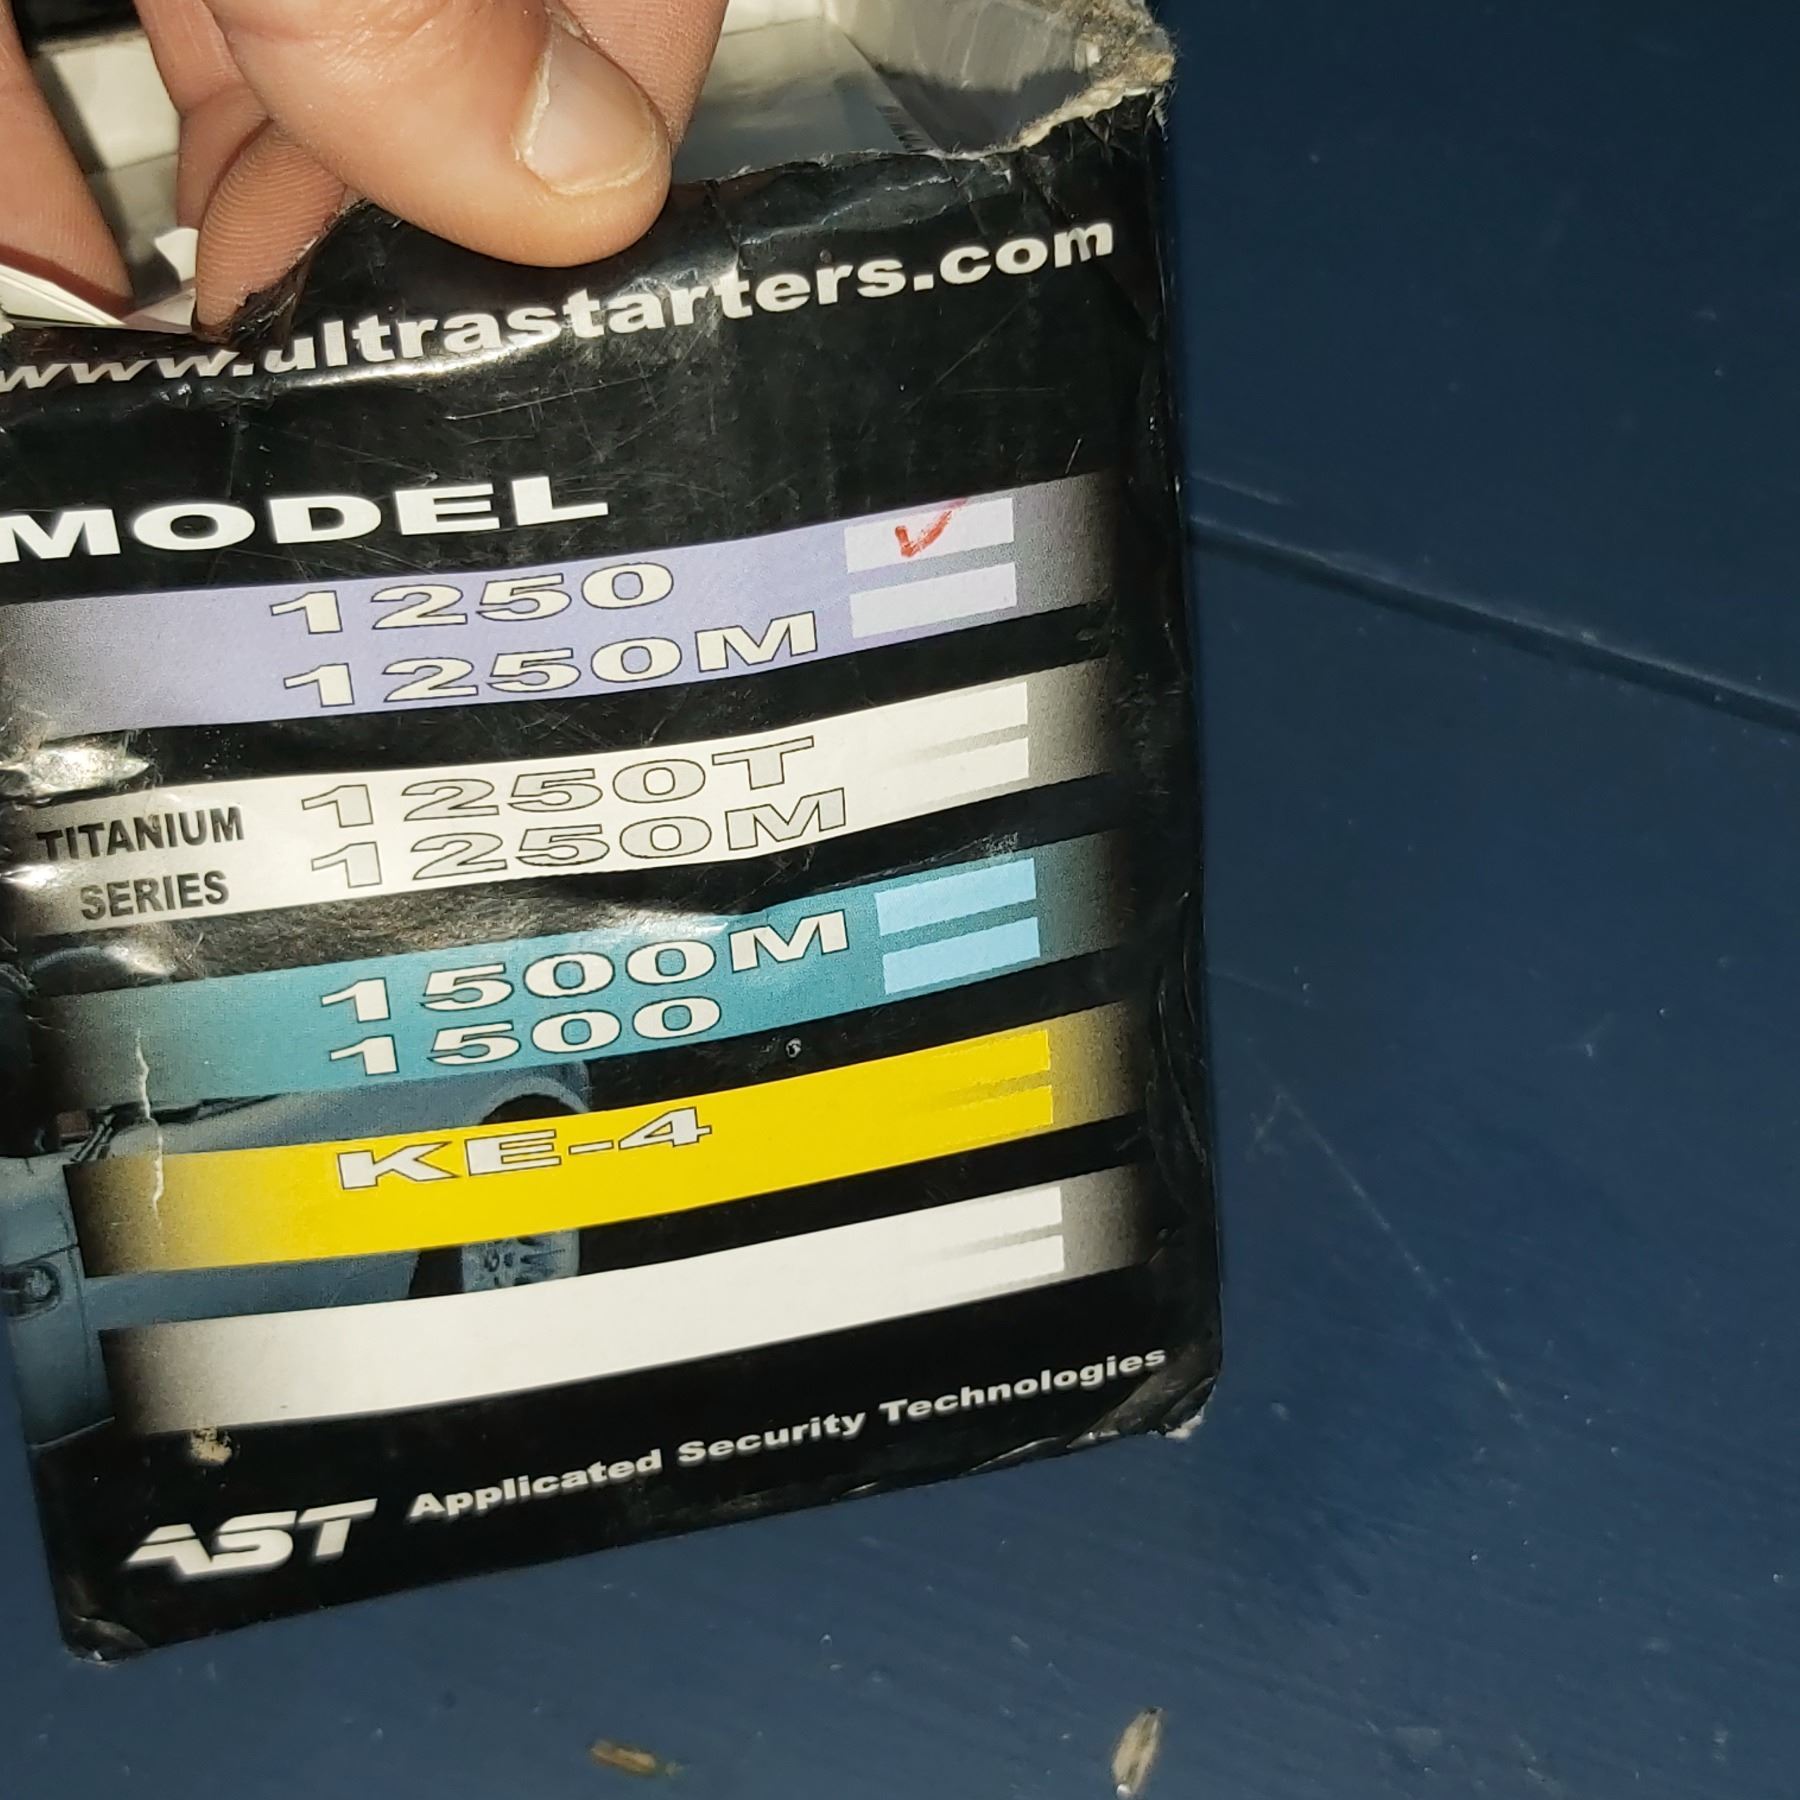 www.ultrastarters.com
MODEL
1250
1250M
TITANIUM
SERIES
1250T
1250M
1500M
1500
KE-4
AST Applicated Security Technologies